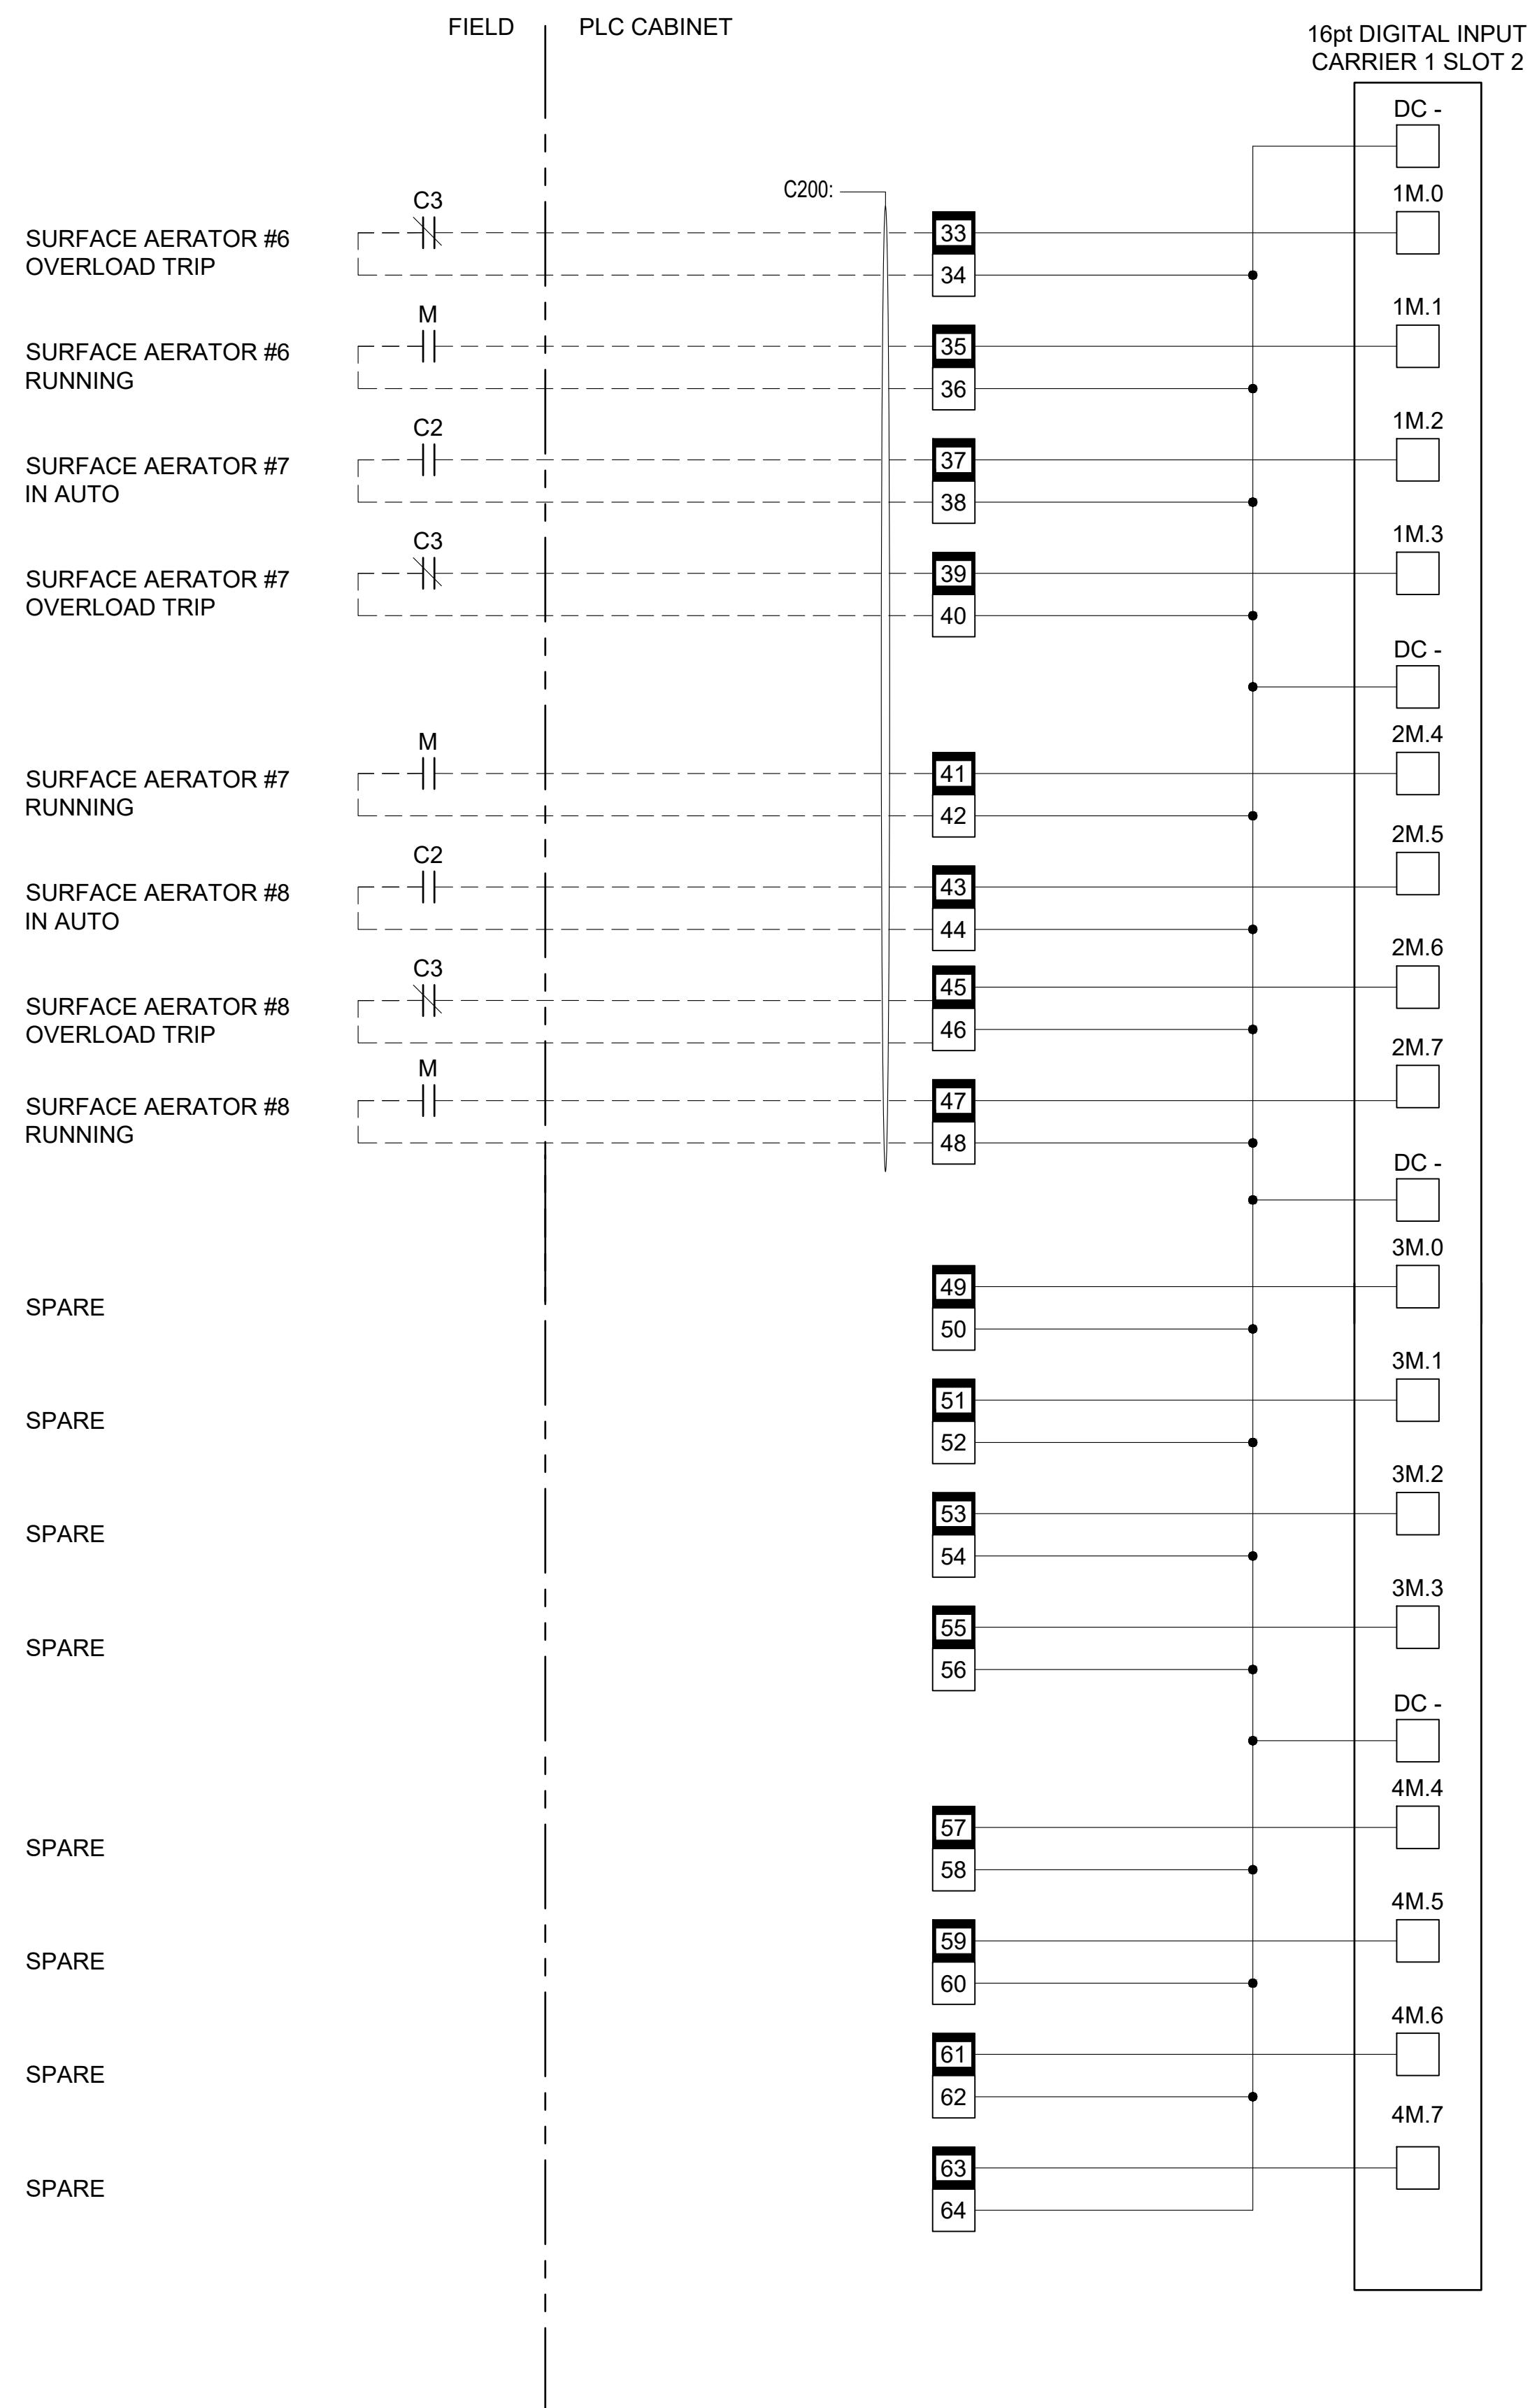 FIELD
PLC CABINET
16pt DIGITAL INPUT
CARRIER 1 SLOT 2
DC -
C200:
C3
1M.0
SURFACE AERATOR #6
OVERLOAD TRIP
33
34
M
1M.1
SURFACE AERATOR #6
RUNNING
35
36
C2
1M.2
SURFACE AERATOR #7
IN AUTO
37
38
C3
1M.3
SURFACE AERATOR #7
OVERLOAD TRIP
39
40
DC -
M
2M.4
SURFACE AERATOR #7
RUNNING
41
42
C2
2M.5
SURFACE AERATOR #8
IN AUTO
43
44
C3
2M.6
SURFACE AERATOR #8
OVERLOAD TRIP
45
46
M
2M.7
SURFACE AERATOR #8
RUNNING
47
48
DC -
3M.0
SPARE
49
50
3M.1
SPARE
51
52
3M.2
SPARE
53
54
3M.3
SPARE
55
56
DC -
4M.4
SPARE
57
58
4M.5
SPARE
59
60
4M.6
SPARE
61
62
4M.7
SPARE
63
64